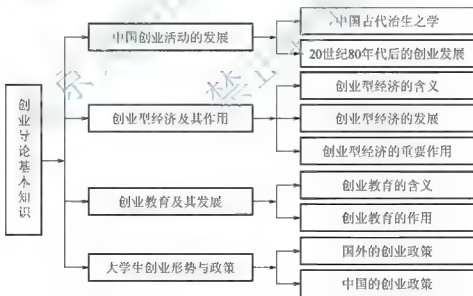 创业导论基本知识
中国创业活动的发展
中国古代治生之学
20世纪80年代后的创业发展
创业型经济及其作用
创业型经济的含义
创业型经济的发展
创业型经济的重要作用
创业教育及其发展
创业教育的含义
创业教育的作用
大学生创业形势与政策
国外的创业政策
中国的创业政策